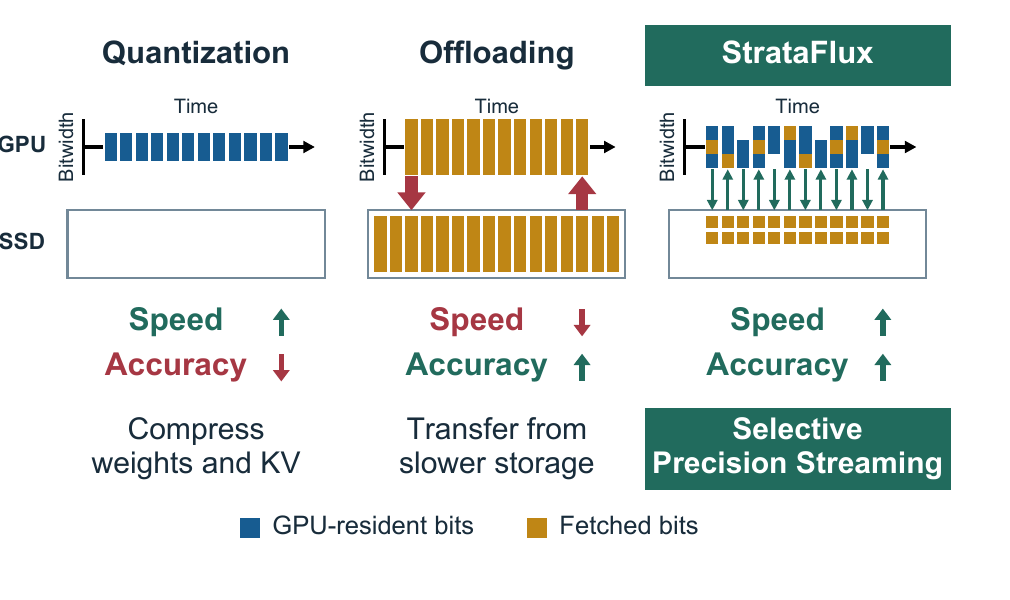 Quantization
Offloading
StrataFlux
Time
Time
Time
GPU
Bitwidth
Bitwidth
Bitwidth
SSD
Speed
Speed
Speed
Accuracy
Accuracy
Accuracy
Compress
weights and KV
Transfer from
slower storage
Selective
Precision Streaming
GPU-resident bits
Fetched bits